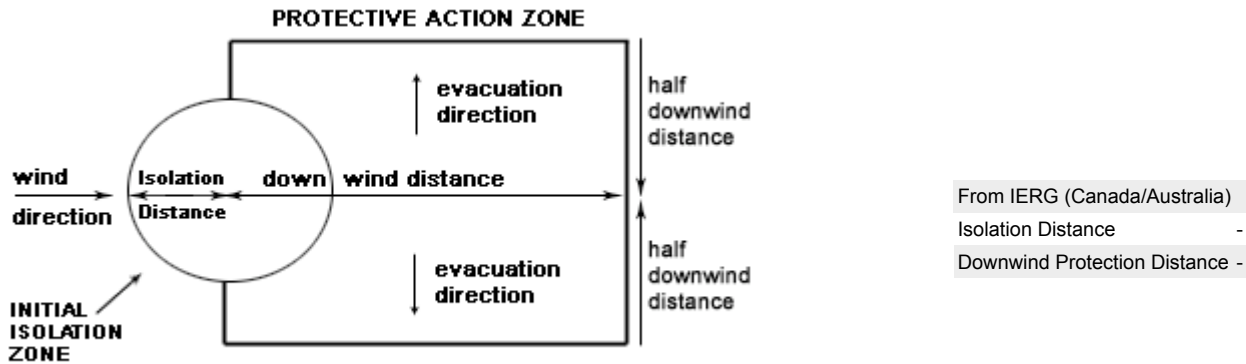 PROTECTIVE ACTION ZONE
evacuation
direction
half
downwind
distance
wind
direction
Isolation
Distance
down wind distance
evacuation
direction
half
downwind
distance
INITIAL
ISOLATION
ZONE
From IERG (Canada/Australia)
Isolation Distance -
Downwind Protection Distance -